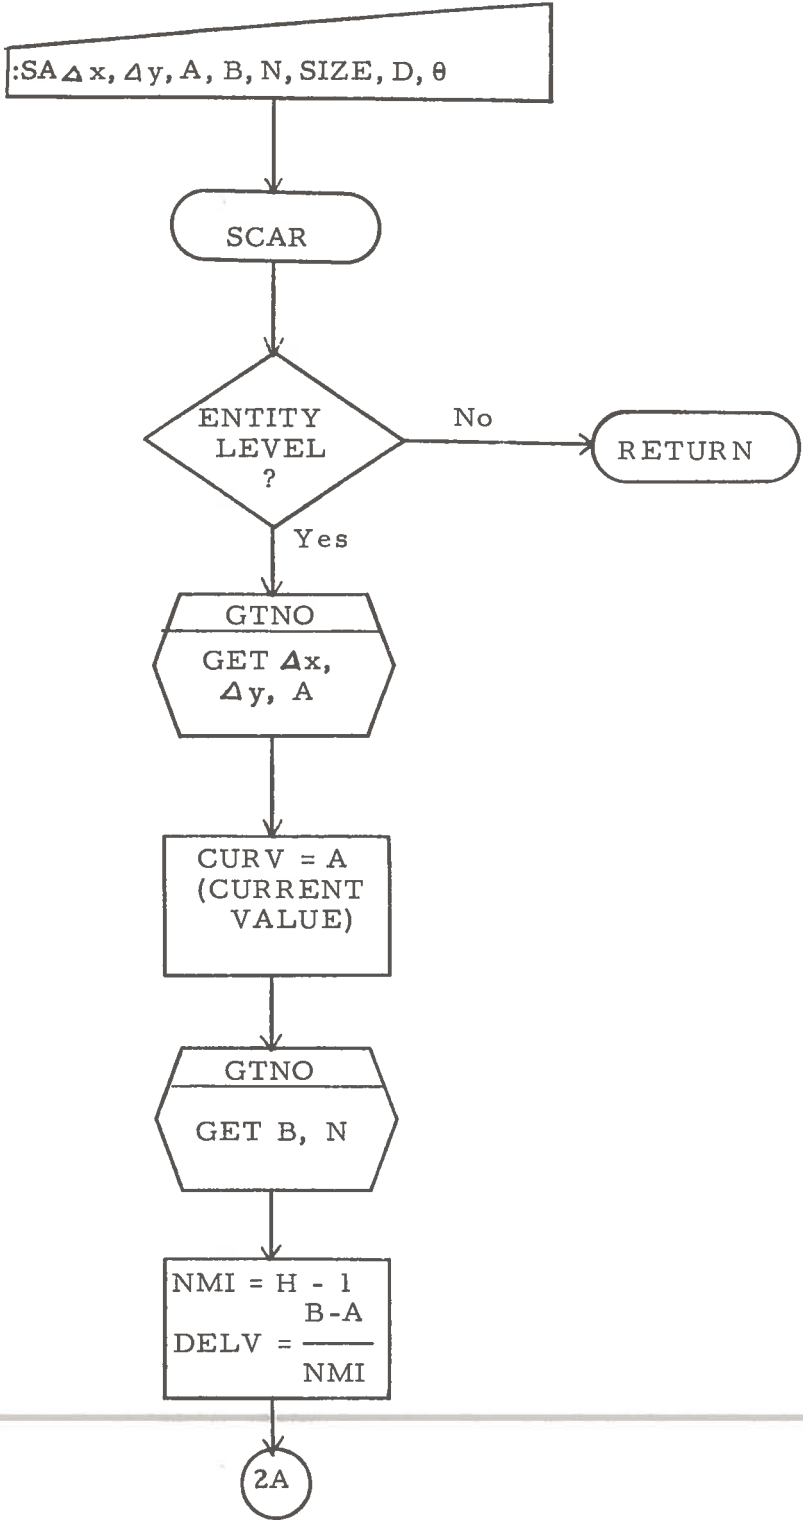 :SA Δx, Δy, A, B, N, SIZE, D, θ
SCAR
ENTITY
LEVEL
?
No
RETURN
Yes
GTNO
GET Δx,
Δy, A
CURV = A
(CURRENT
VALUE)
GTNO
GET B, N
NMI = H - 1
B-A
DELV =
NMI
2A